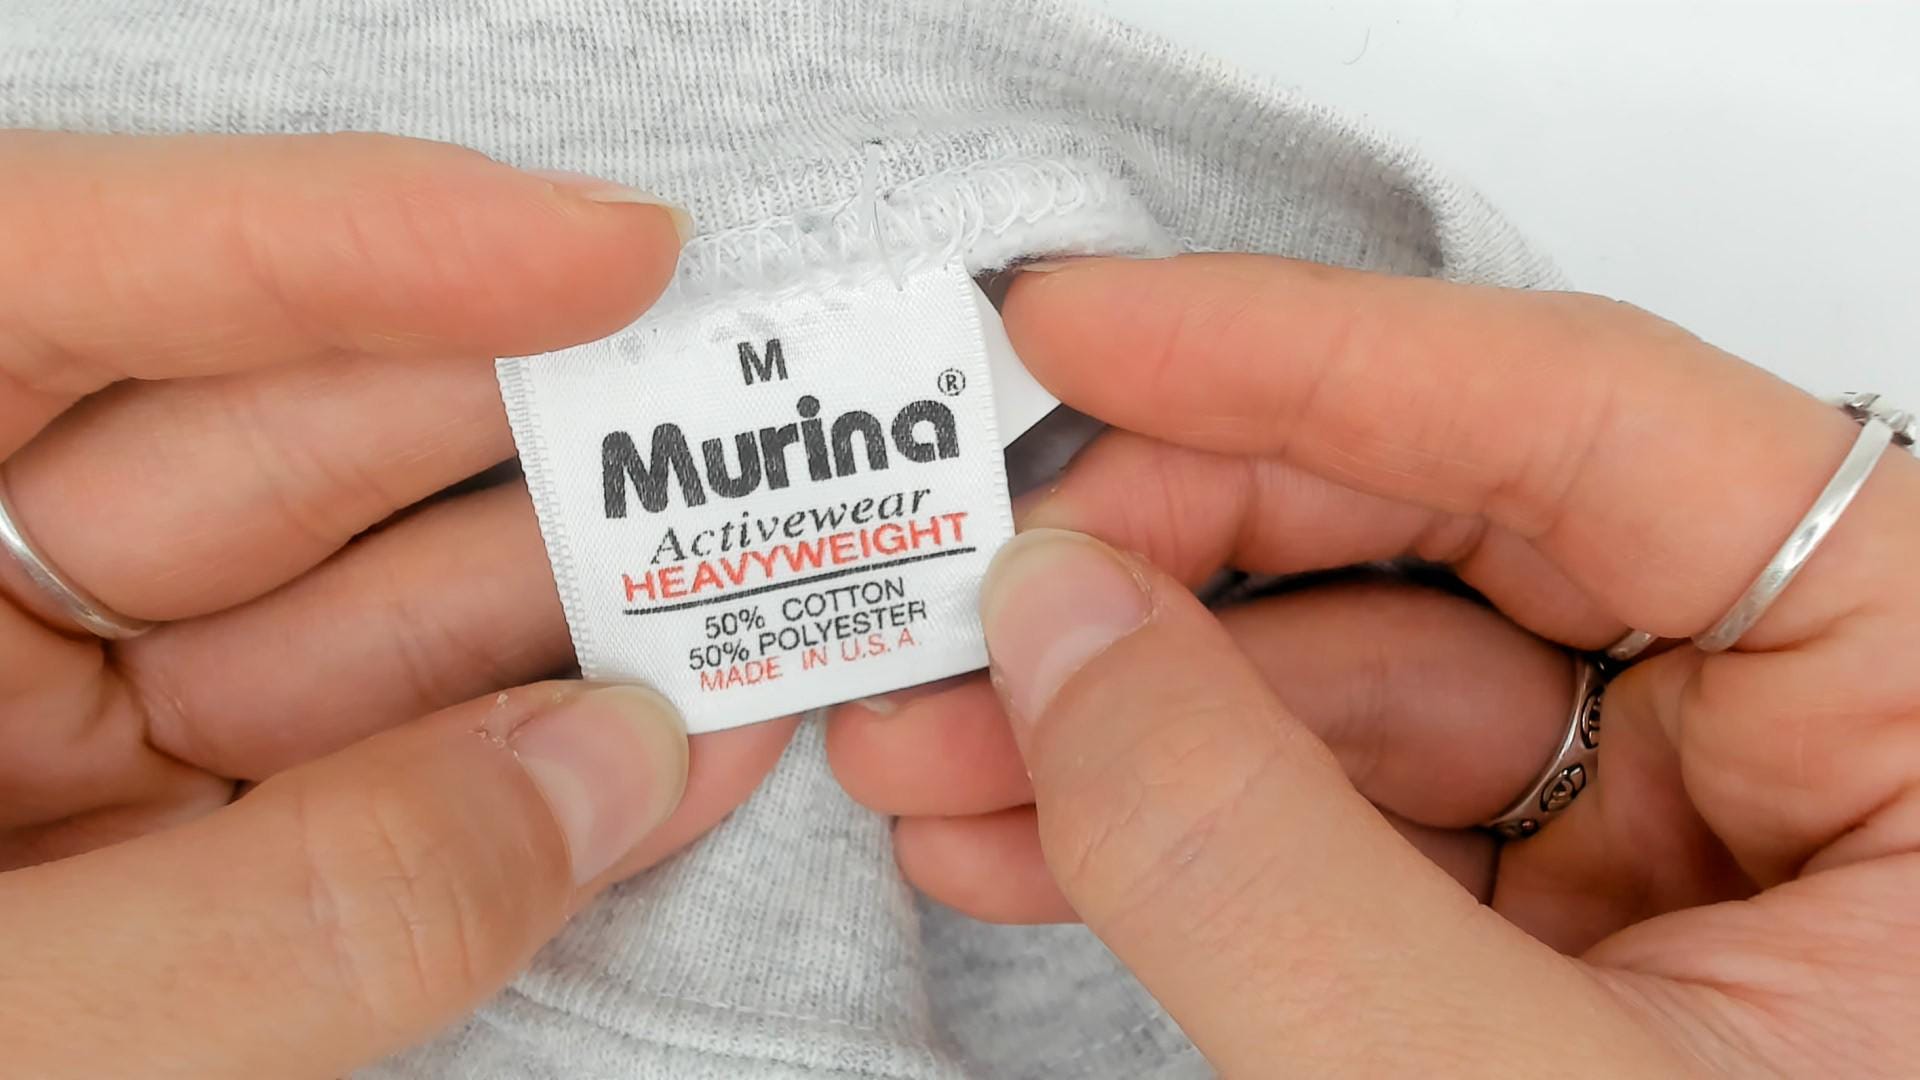 M
Murina®
Activewear
HEAVYWEIGHT
50% COTTON
50% POLYESTER
MADE IN U.S.A.